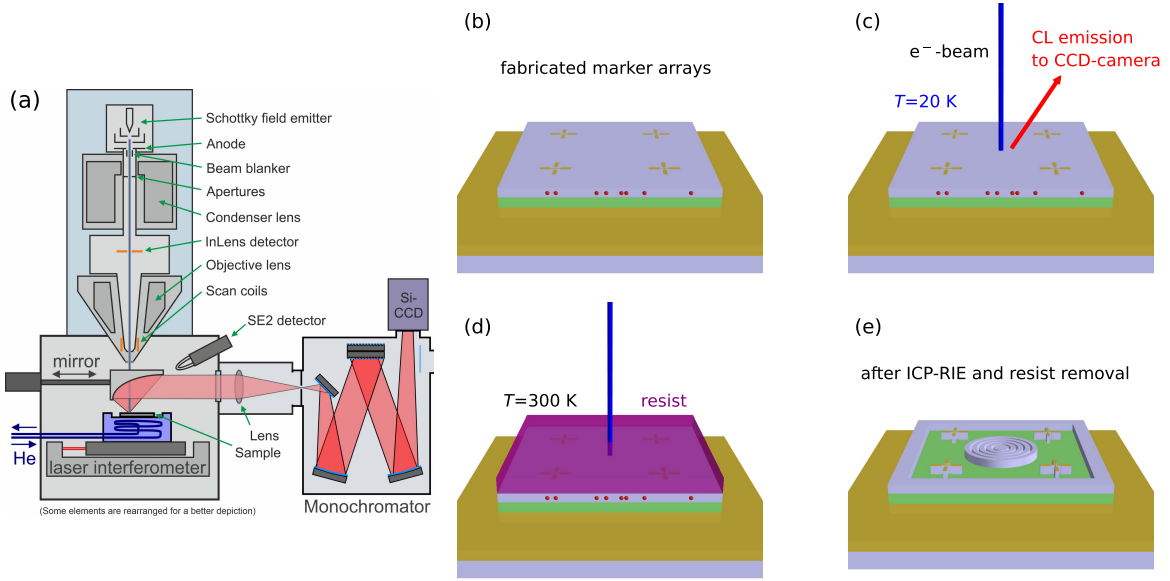 (a)
Schottky field emitter
Anode
Beam blanker
Apertures
Condenser lens
InLens detector
Objective lens
Scan coils
SE2 detector
Si-
CCD
mirror
Lens
Sample
He
laser interferometer
Monochromator
(Some elements are rearranged for a better depiction)
(b)
fabricated marker arrays
(c)
e⁻-beam
CL emission
to CCD-camera
T=20 K
(d)
T=300 K
resist
(e)
after ICP-RIE and resist removal